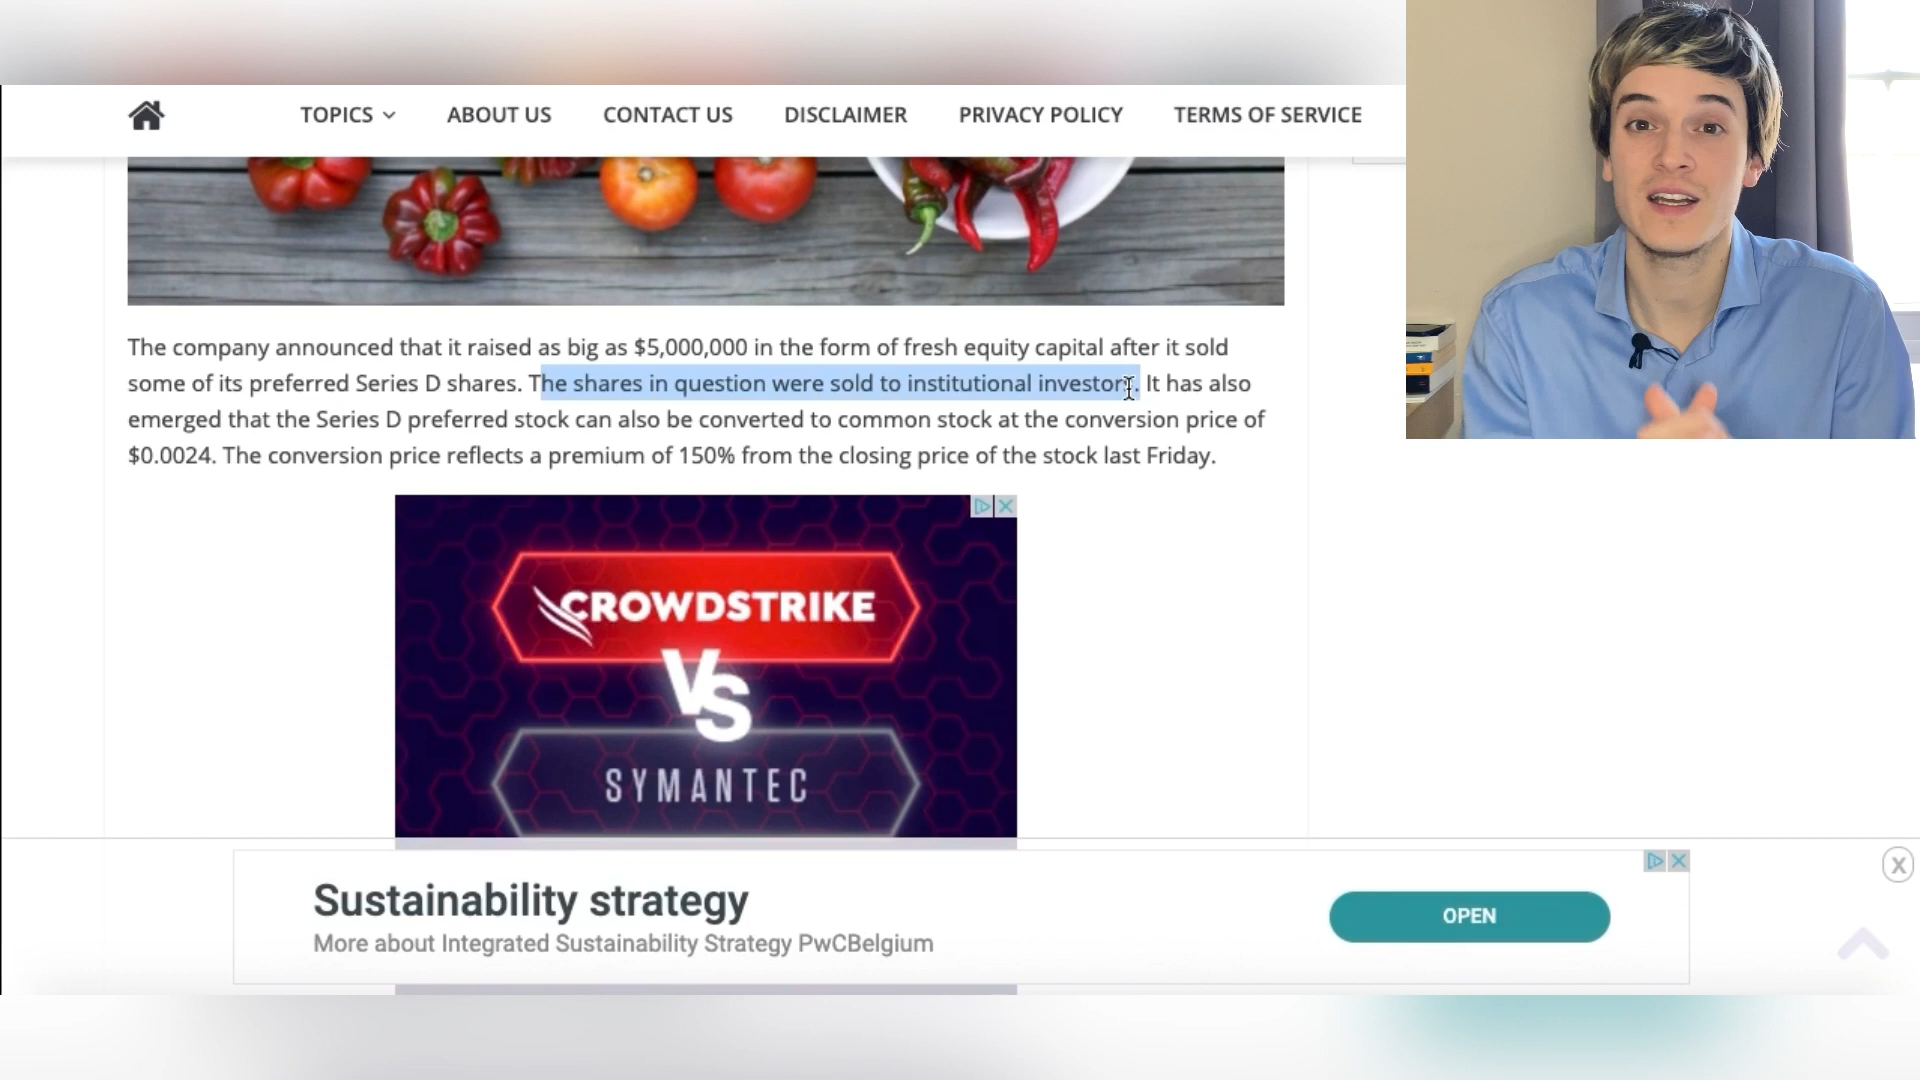 TOPICS ABOUT US CONTACT US DISCLAIMER PRIVACY POLICY TERMS OF SERVICE
The company announced that it raised as big as $5,000,000 in the form of fresh equity capital after it sold
some of its preferred Series D shares. The shares in question were sold to institutional investors. It has also
emerged that the Series D preferred stock can also be converted to common stock at the conversion price of
$0.0024. The conversion price reflects a premium of 150% from the closing price of the stock last Friday.
CROWDSTRIKE
VS
SYMANTEC
Sustainability strategy
More about Integrated Sustainability Strategy PwCBelgium
OPEN
X